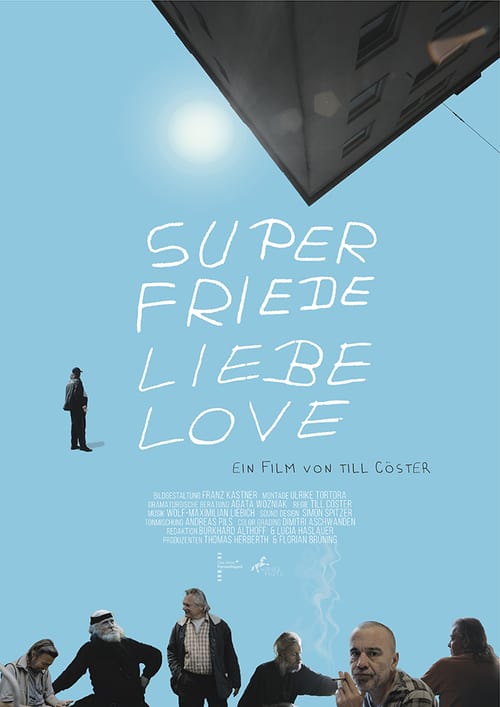 SUPER
FRIEDE
LIEBE
LOVE
EIN FILM VON TILL CÖSTER
BILDGESTALTUNG FRANZ KASTNER MONTAGE ULRIKE TORTORA
DRAMATURGISCHE BERATUNG AGATA WOZNIAK REGIE TILL CÖSTER
MUSIK WOLF-MAXIMILIAN LIEBICH SOUND DESIGN SIMON SPITZER
TONMISCHUNG ANDREAS PILS COLOR GRADING DIMITRI ASCHWANDEN
REDAKTION BURKHARD ALTHOFF & LUCIA HASLAUER
PRODUZENTEN THOMAS HERBERTH & FLORIAN BRÜNING